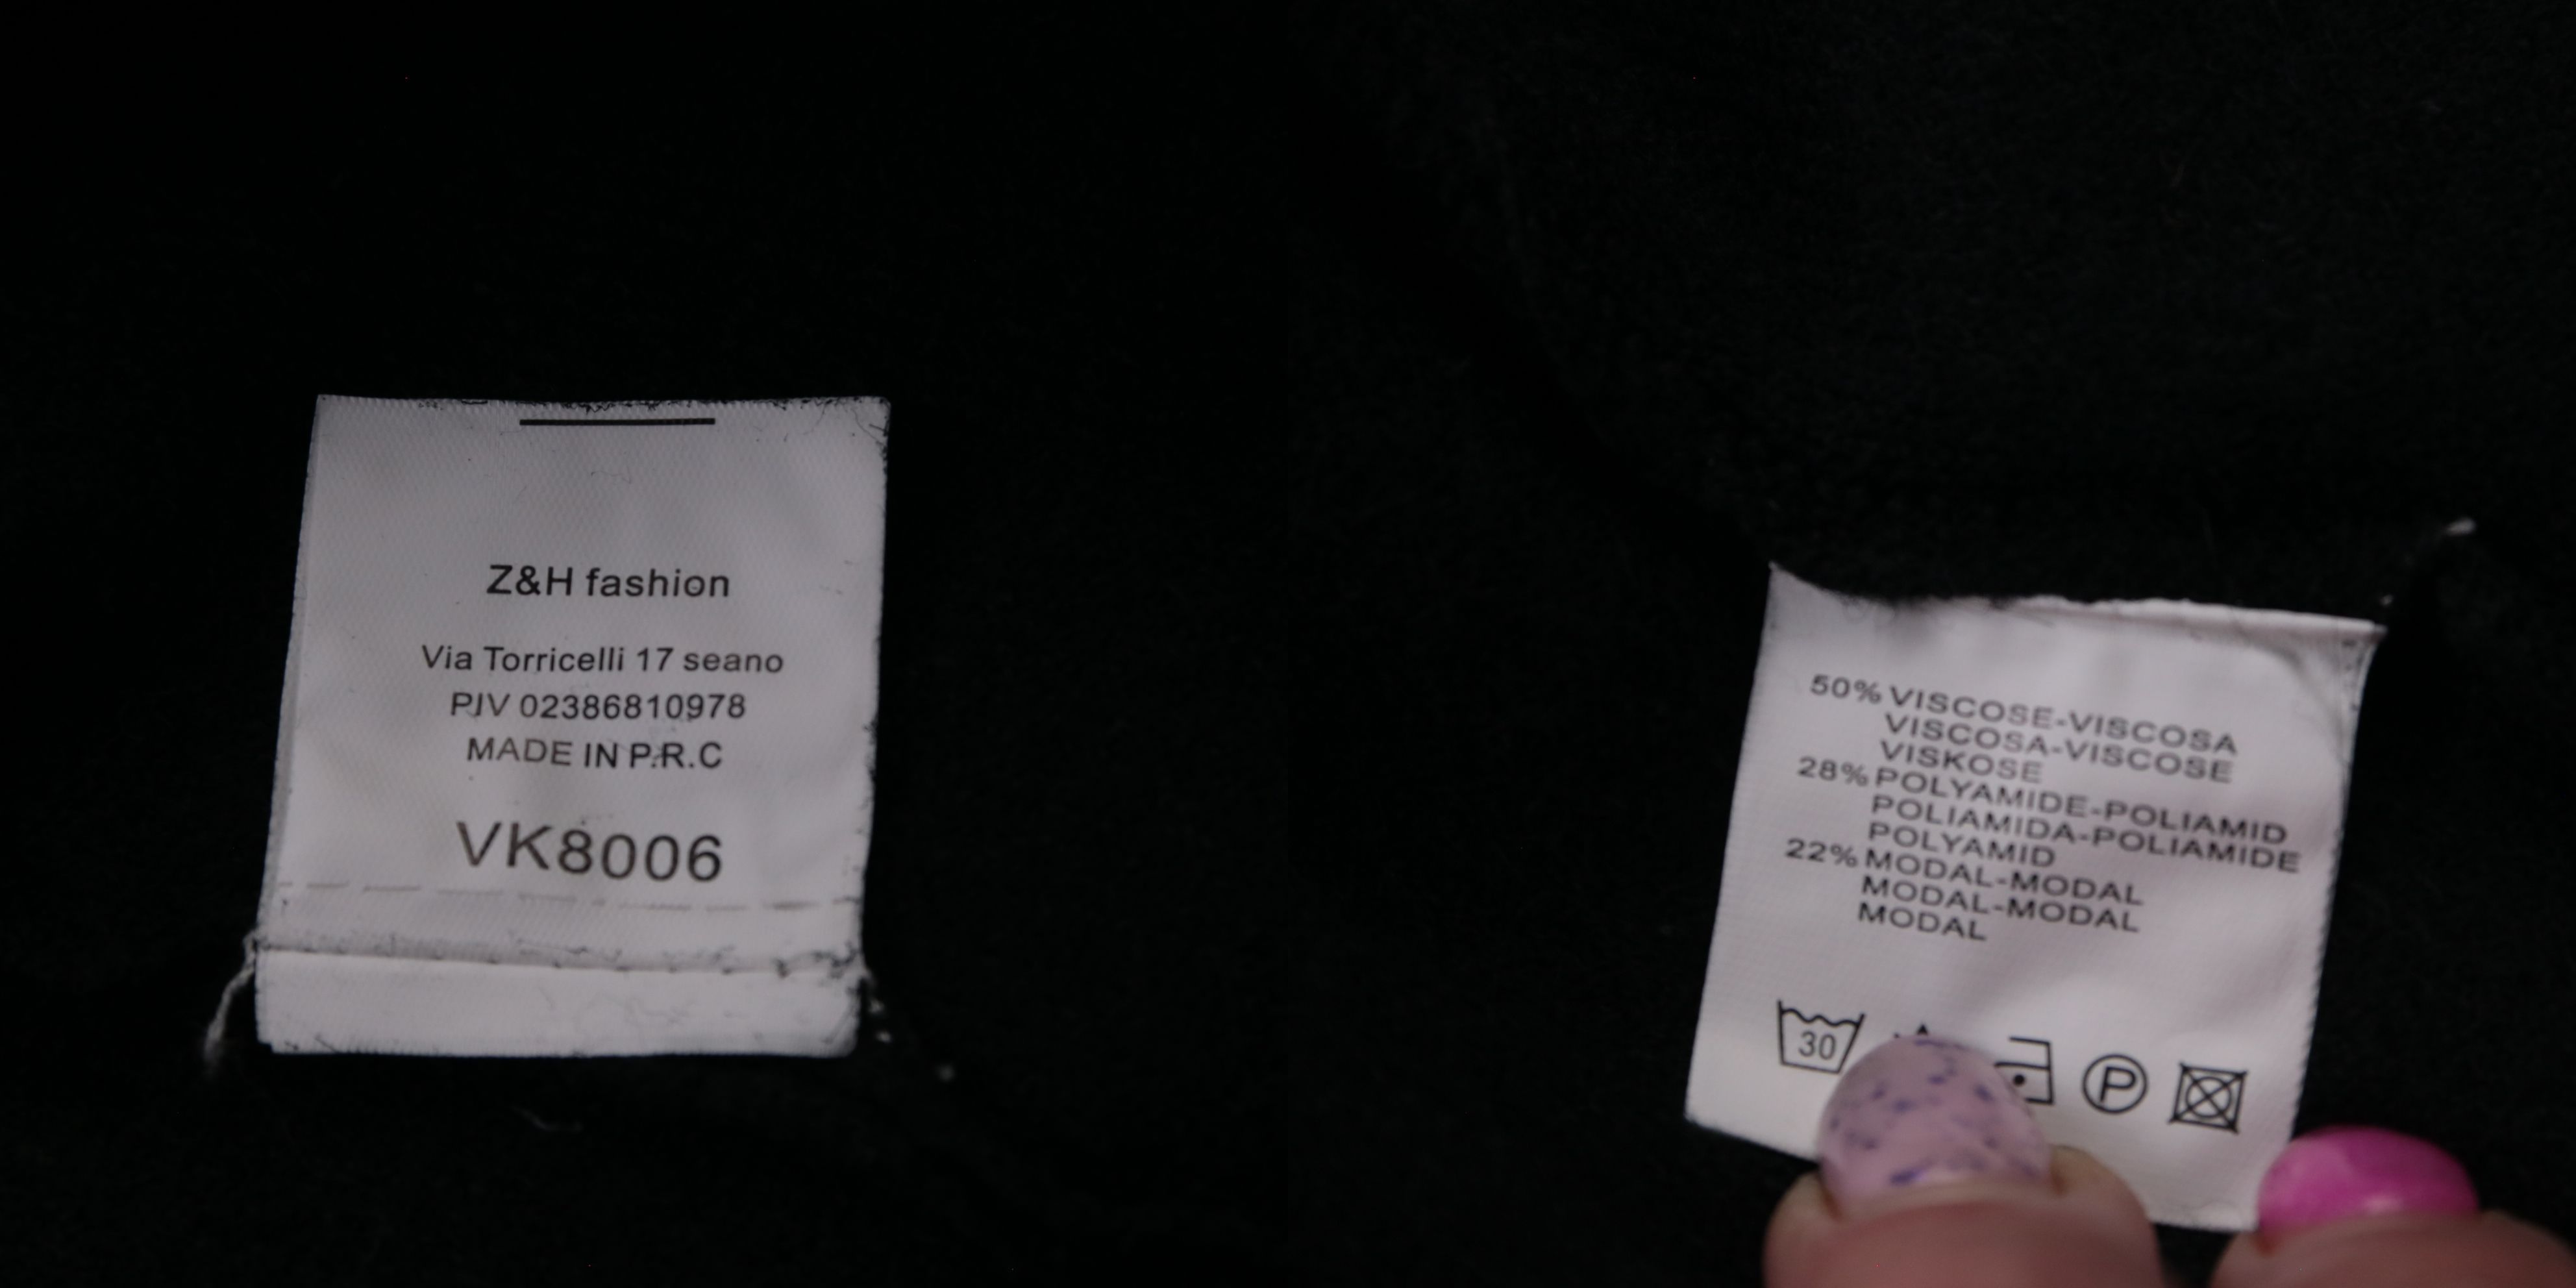 Z&H fashion
Via Torricelli 17 seano
PIV 02386810978
MADE IN P.R.C
VK8006
50% VISCOSE-VISCOSA
VISCOSA-VISCOSE
VISKOSE
28% POLYAMIDE-POLIAMID
POLIAMIDA-POLIAMIDE
POLYAMID
22% MODAL-MODAL
MODAL-MODAL
MODAL
30 P